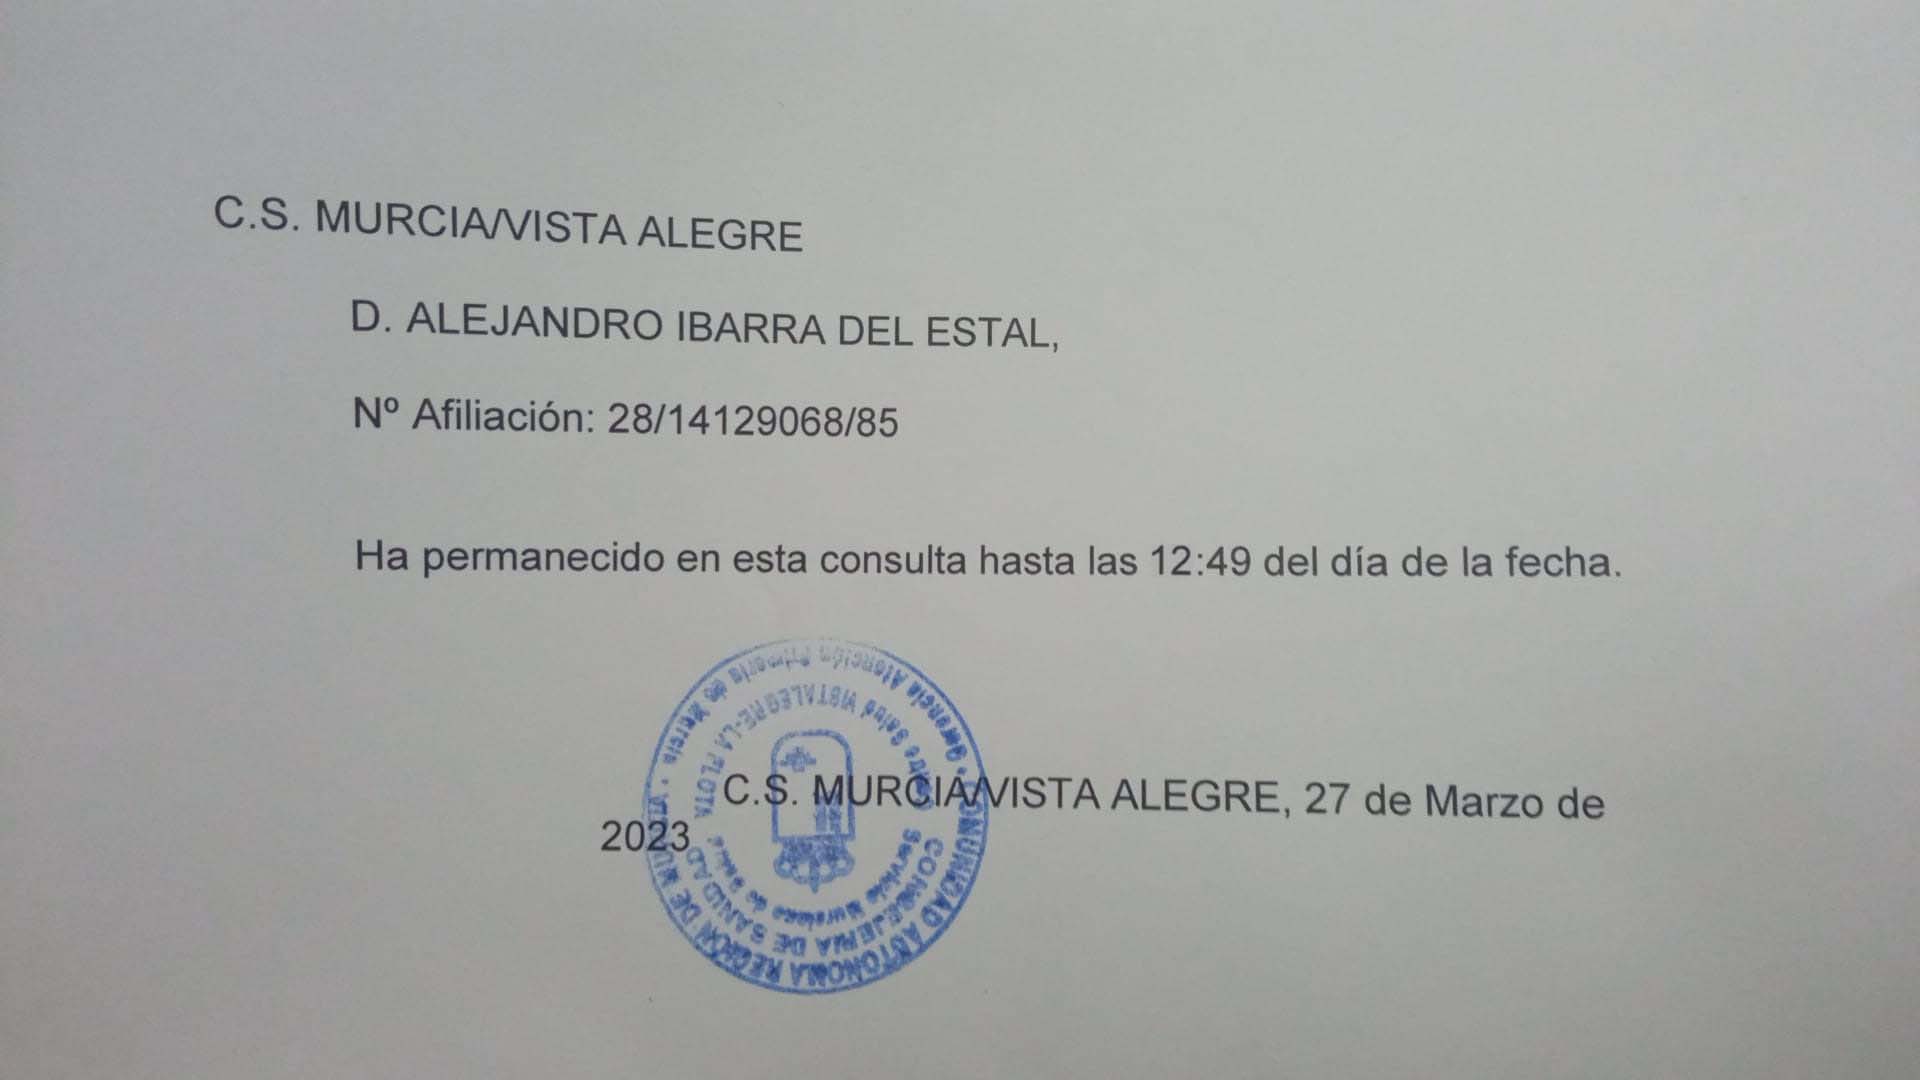 C.S. MURCIA/VISTA ALEGRE
D. ALEJANDRO IBARRA DEL ESTAL,
Nº Afiliación: 28/14129068/85
Ha permanecido en esta consulta hasta las 12:49 del día de la fecha.
C.S. MURCIA/VISTA ALEGRE, 27 de Marzo de
2023
COMUNIDAD AUTÓNOMA REGIÓN DE MURCIA
CONSEJERIA DE SANIDAD
Servicio Murciano de Salud
Gerencia Atención Primaria de Murcia
Salud VISTALEGRE-LA FLOTA